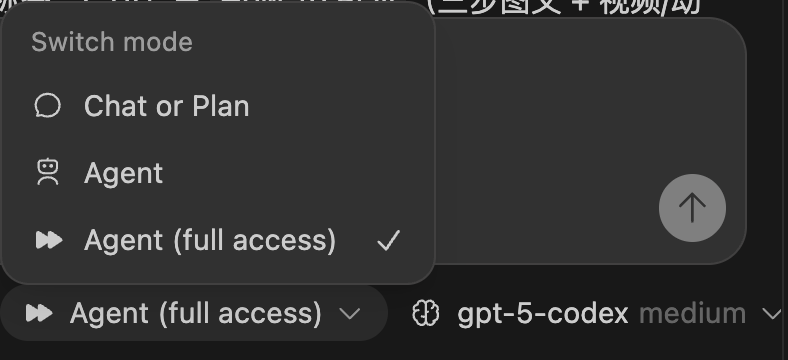 (三步图文 + 视频/动
Switch mode
Chat or Plan
Agent
Agent (full access)
Agent (full access)
gpt-5-codex medium